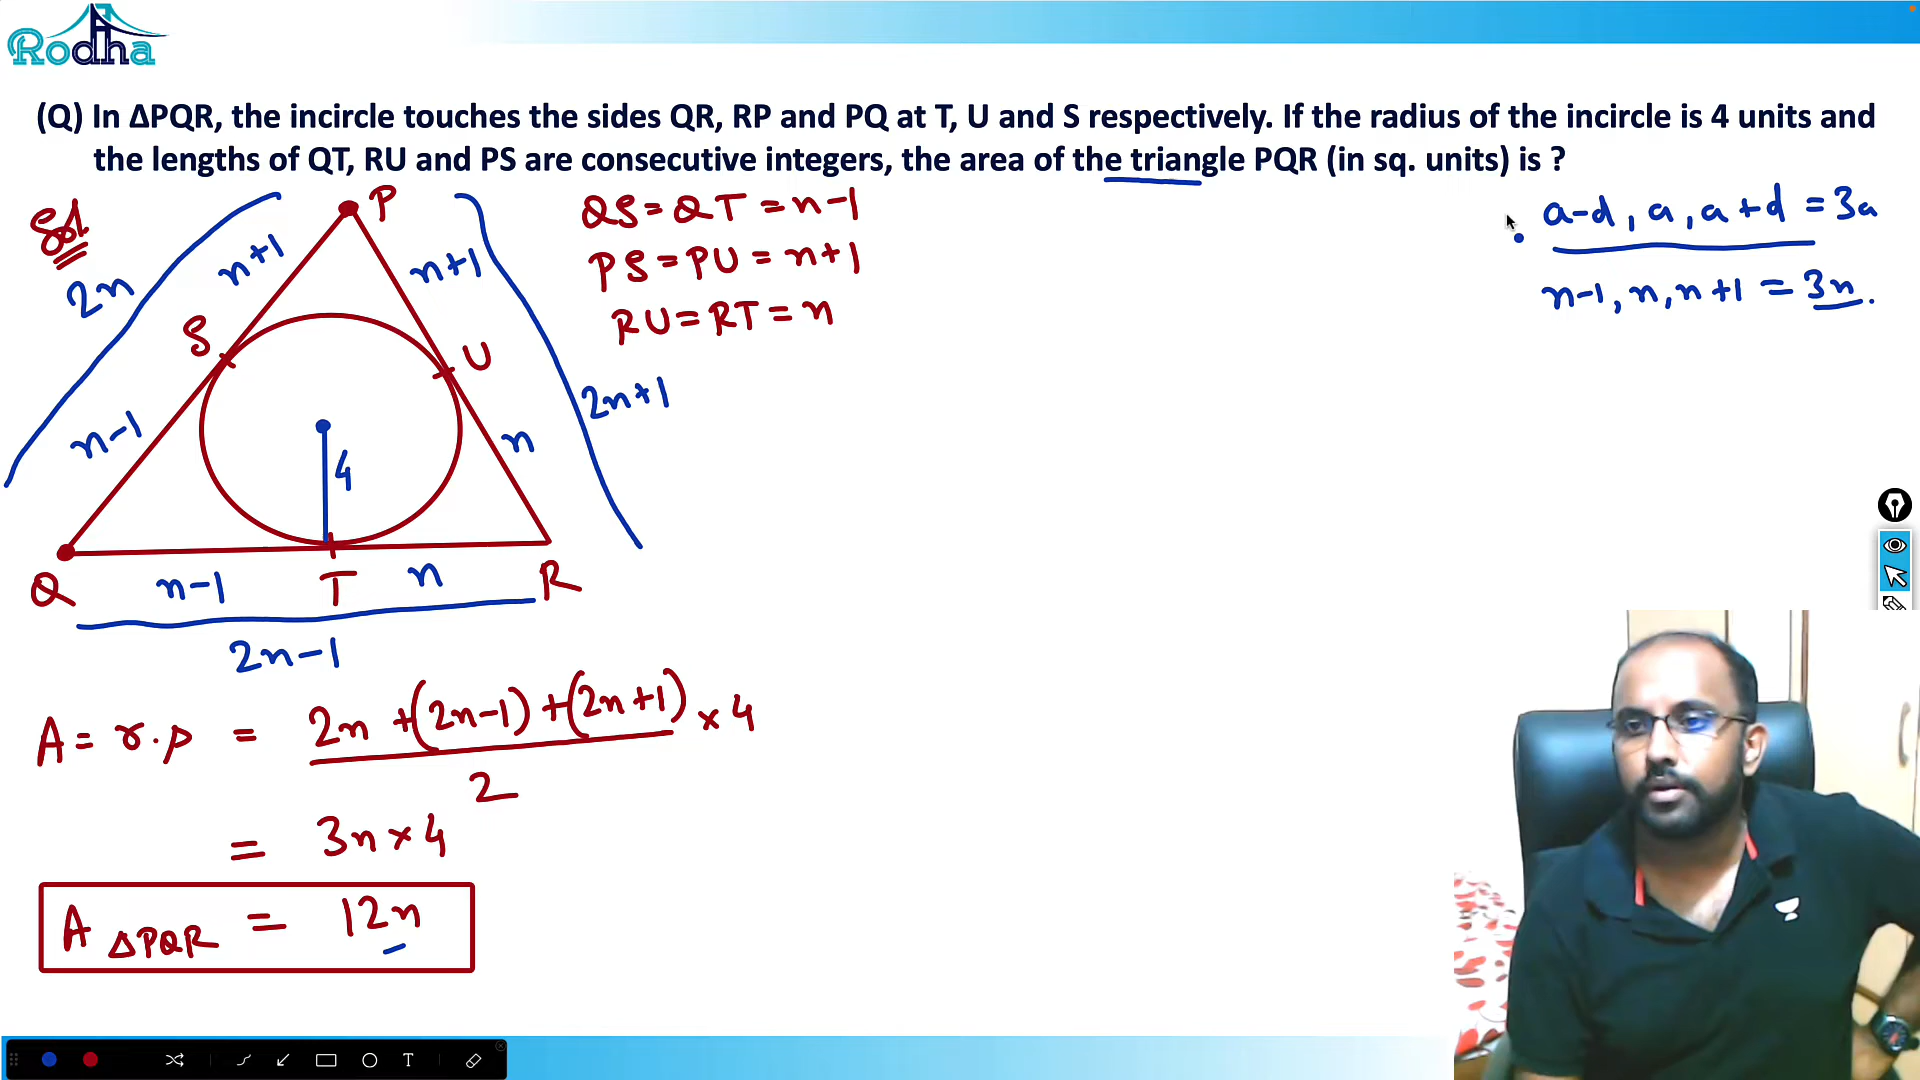 Rodha
(Q) In ΔPQR, the incircle touches the sides QR, RP and PQ at T, U and S respectively. If the radius of the incircle is 4 units and
the lengths of QT, RU and PS are consecutive integers, the area of the triangle PQR (in sq. units) is ?
Sol
P
n+1
n+1
2n
S
U
2n+1
n-1
n
4
Q
n-1
T
n
R
2n-1
QS = QT = n-1
PS = PU = n+1
RU = RT = n
a-d, a, a+d = 3a
n-1, n, n+1 = 3n.
A = r.p = 2n + (2n-1) + (2n+1) × 4
2
= 3n × 4
A ΔPQR = 12n
T